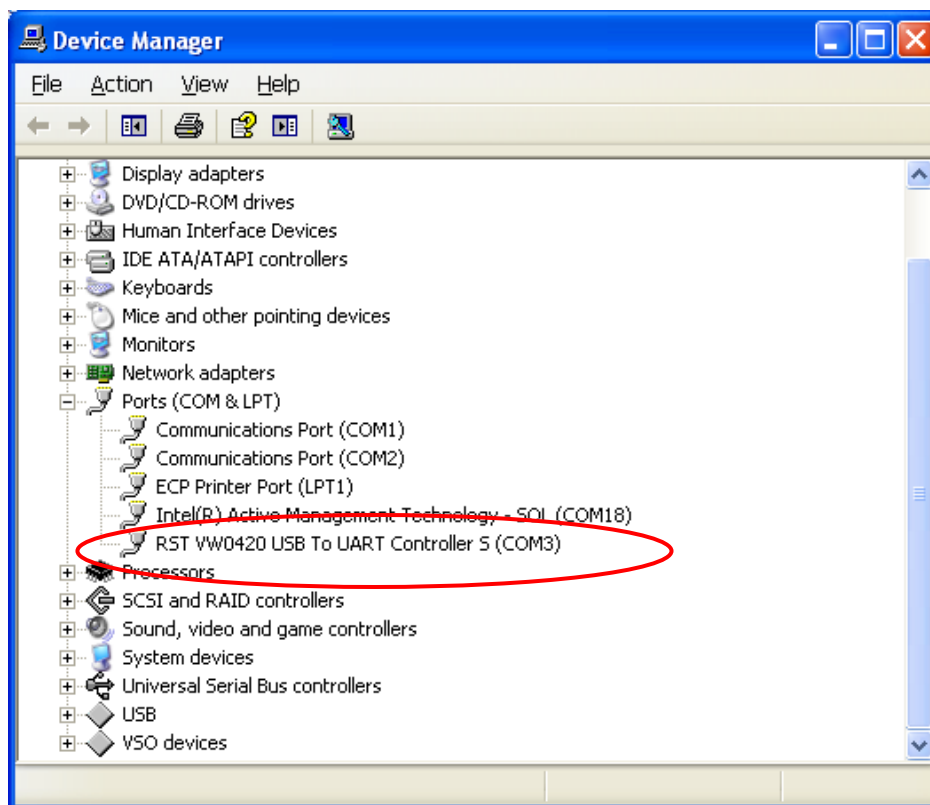 Device Manager
File Action View Help
Display adapters
DVD/CD-ROM drives
Human Interface Devices
IDE ATA/ATAPI controllers
Keyboards
Mice and other pointing devices
Monitors
Network adapters
Ports (COM & LPT)
Communications Port (COM1)
Communications Port (COM2)
ECP Printer Port (LPT1)
Intel(R) Active Management Technology - SOL (COM18)
RST VW0420 USB To UART Controller S (COM3)
Processors
SCSI and RAID controllers
Sound, video and game controllers
System devices
Universal Serial Bus controllers
USB
VSO devices